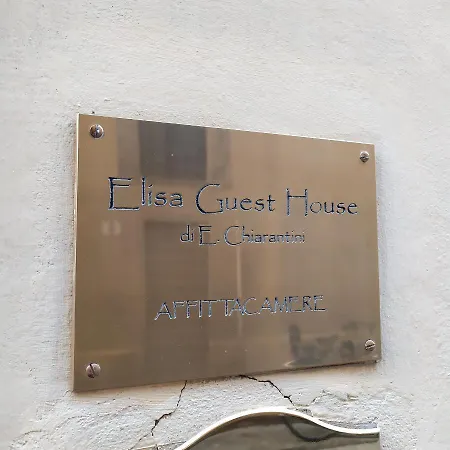 Elisa Guest House
di E. Chiarantini
AFFITTACAMERE